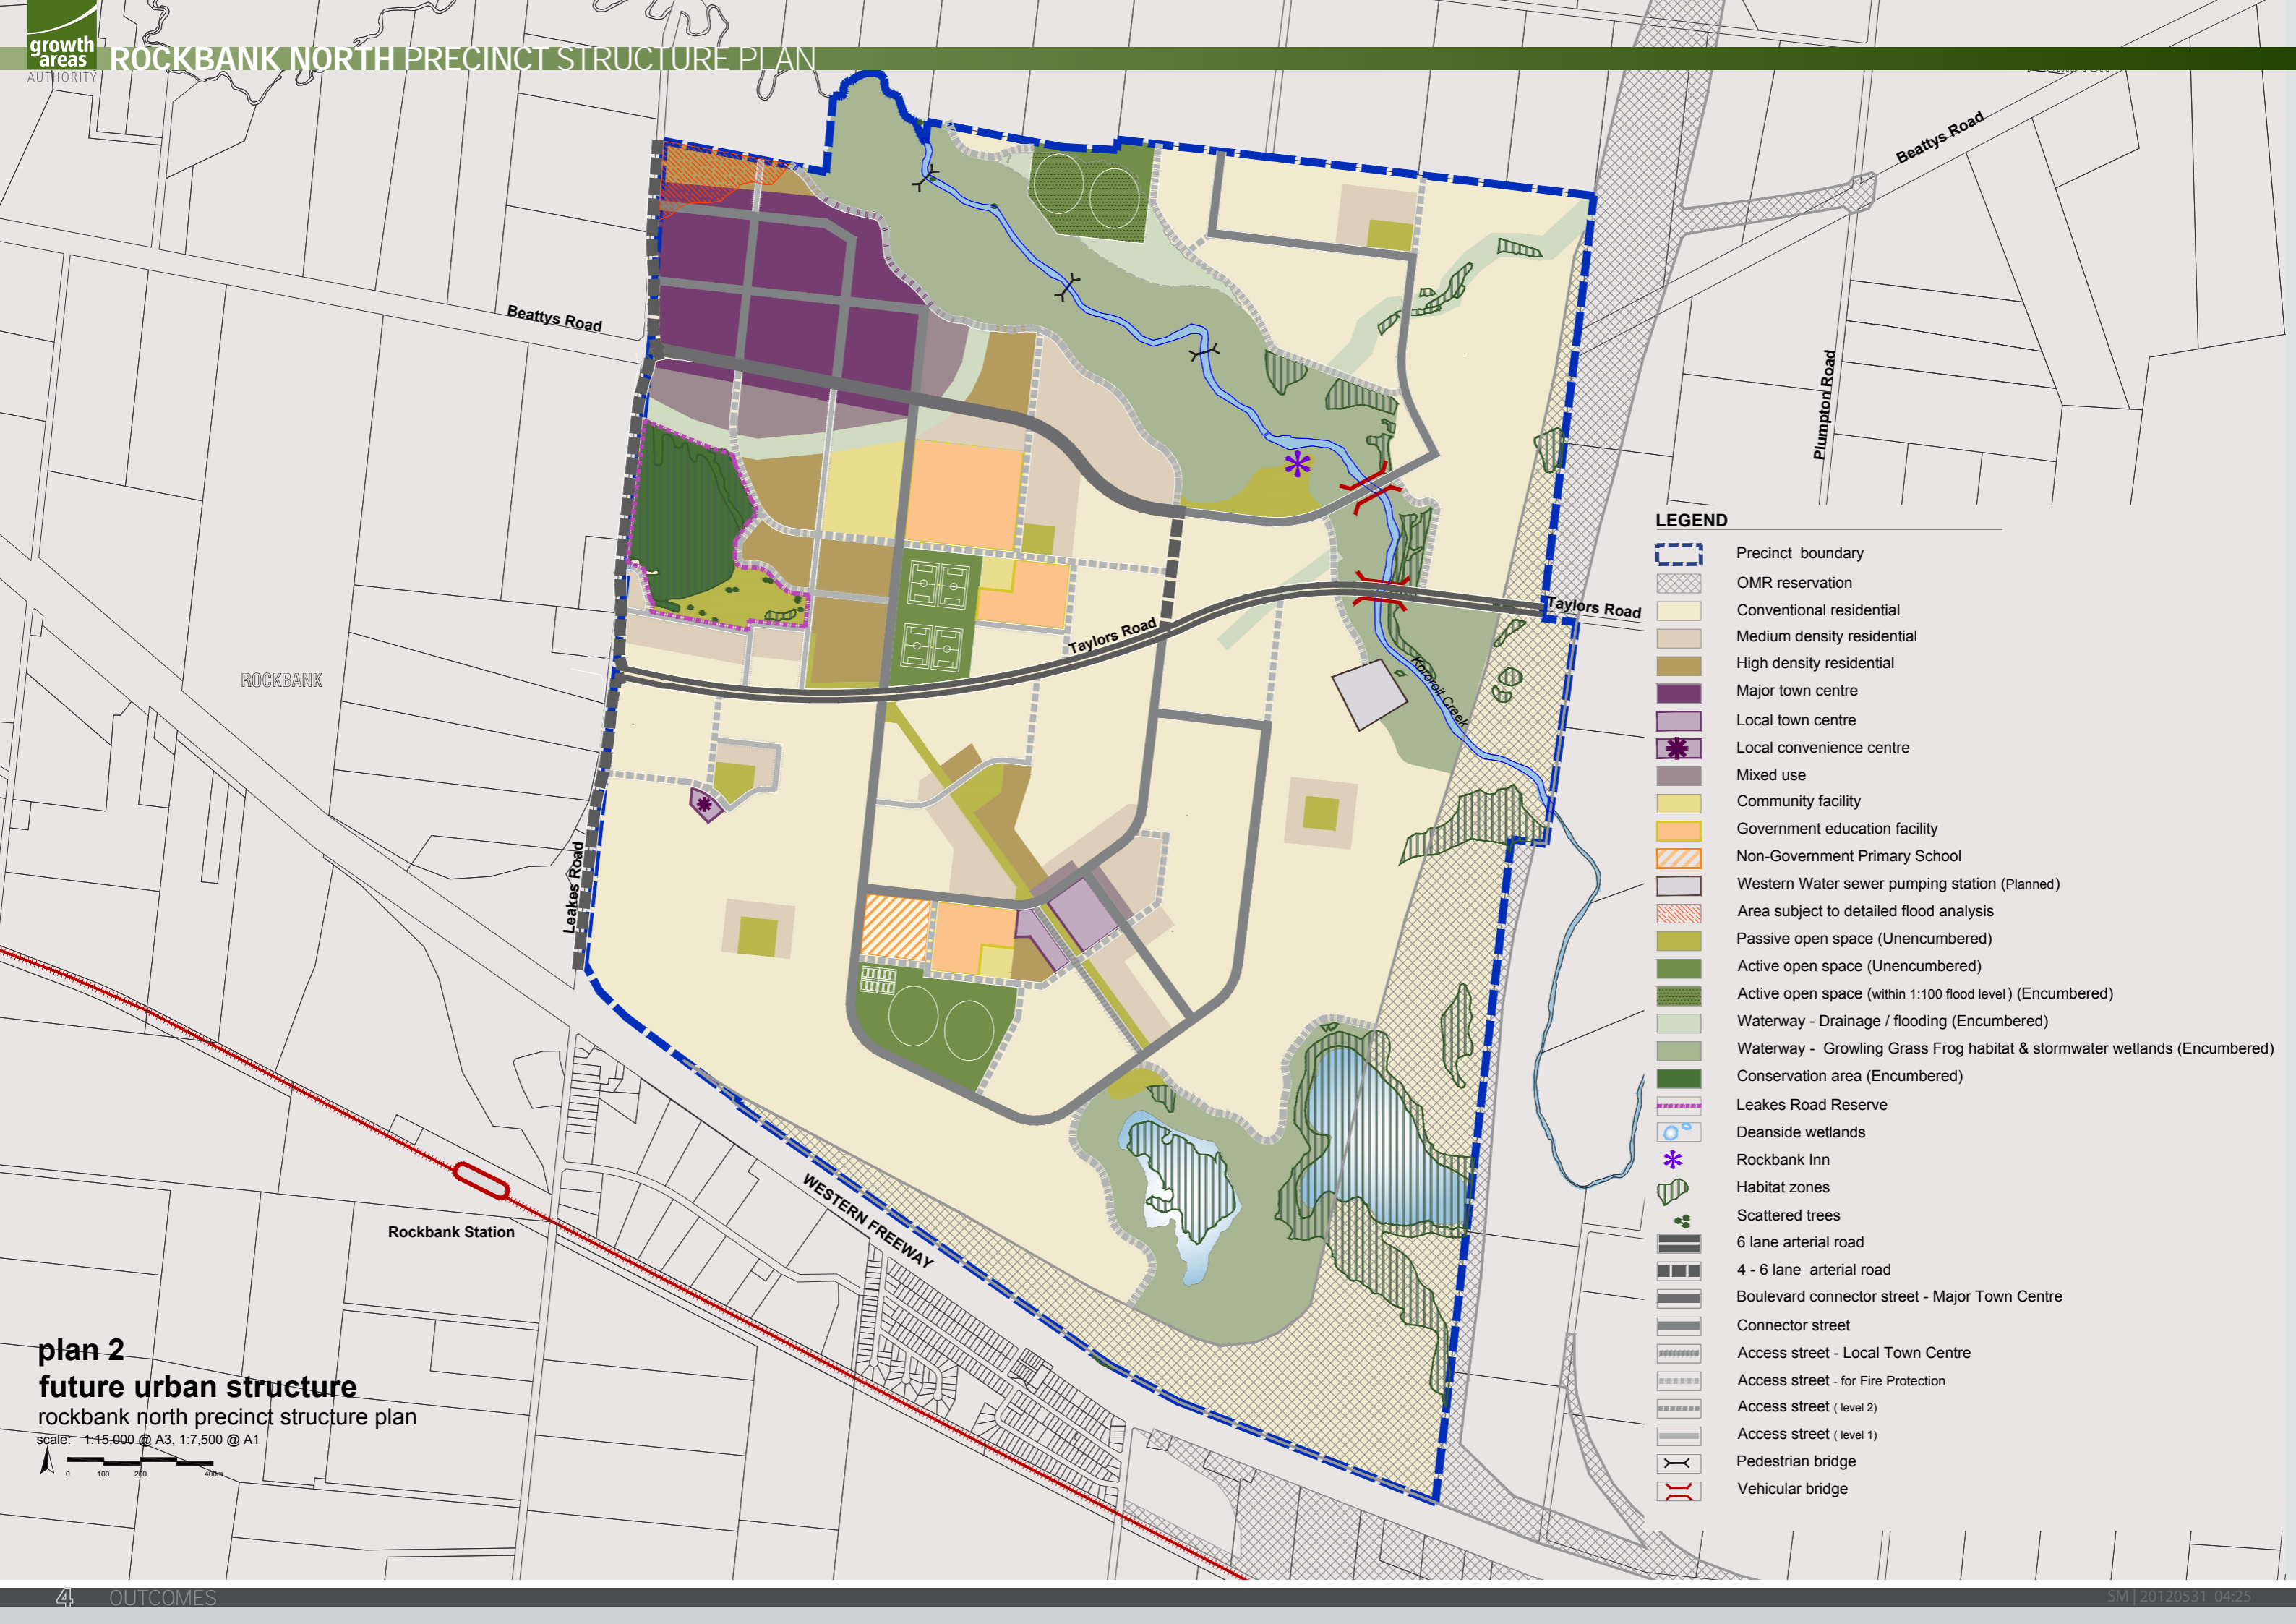 growth
areas
AUTHORITY
ROCKBANK NORTH PRECINCT STRUCTURE PLAN
Beattys Road
Beattys Road
Plumpton Road
Taylors Road
Taylors Road
Kororoit Creek
ROCKBANK
Leakes Road
WESTERN FREEWAY
Rockbank Station
LEGEND
Precinct boundary
OMR reservation
Conventional residential
Medium density residential
High density residential
Major town centre
Local town centre
Local convenience centre
Mixed use
Community facility
Government education facility
Non-Government Primary School
Western Water sewer pumping station (Planned)
Area subject to detailed flood analysis
Passive open space (Unencumbered)
Active open space (Unencumbered)
Active open space (within 1:100 flood level) (Encumbered)
Waterway - Drainage / flooding (Encumbered)
Waterway - Growling Grass Frog habitat & stormwater wetlands (Encumbered)
Conservation area (Encumbered)
Leakes Road Reserve
Deanside wetlands
Rockbank Inn
Habitat zones
Scattered trees
6 lane arterial road
4 - 6 lane arterial road
Boulevard connector street - Major Town Centre
Connector street
Access street - Local Town Centre
Access street - for Fire Protection
Access street ( level 2)
Access street ( level 1)
Pedestrian bridge
Vehicular bridge
plan 2
future urban structure
rockbank north precinct structure plan
scale: 1:15,000 @ A3, 1:7,500 @ A1
0 100 200 400m
4 OUTCOMES
SM | 20120531 04:25